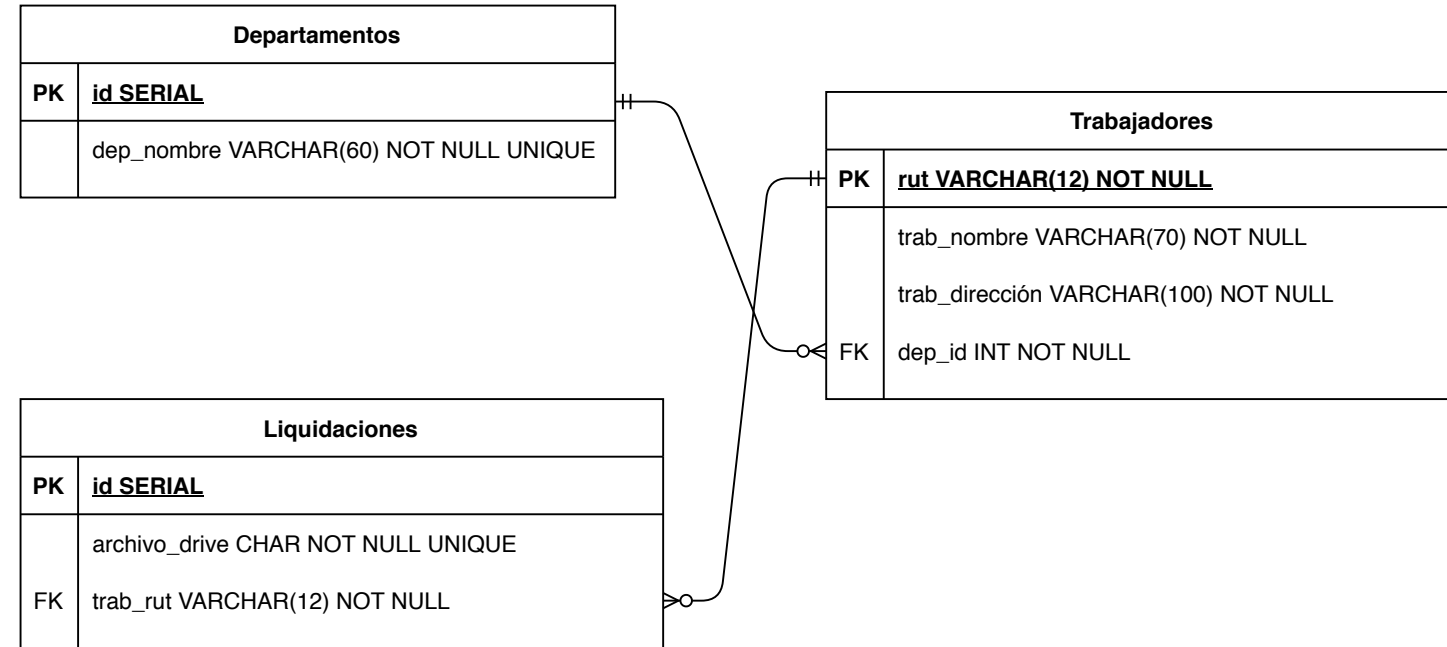 Departamentos
PK id SERIAL
dep_nombre VARCHAR(60) NOT NULL UNIQUE
Trabajadores
PK rut VARCHAR(12) NOT NULL
trab_nombre VARCHAR(70) NOT NULL
trab_dirección VARCHAR(100) NOT NULL
FK dep_id INT NOT NULL
Liquidaciones
PK id SERIAL
archivo_drive CHAR NOT NULL UNIQUE
FK trab_rut VARCHAR(12) NOT NULL